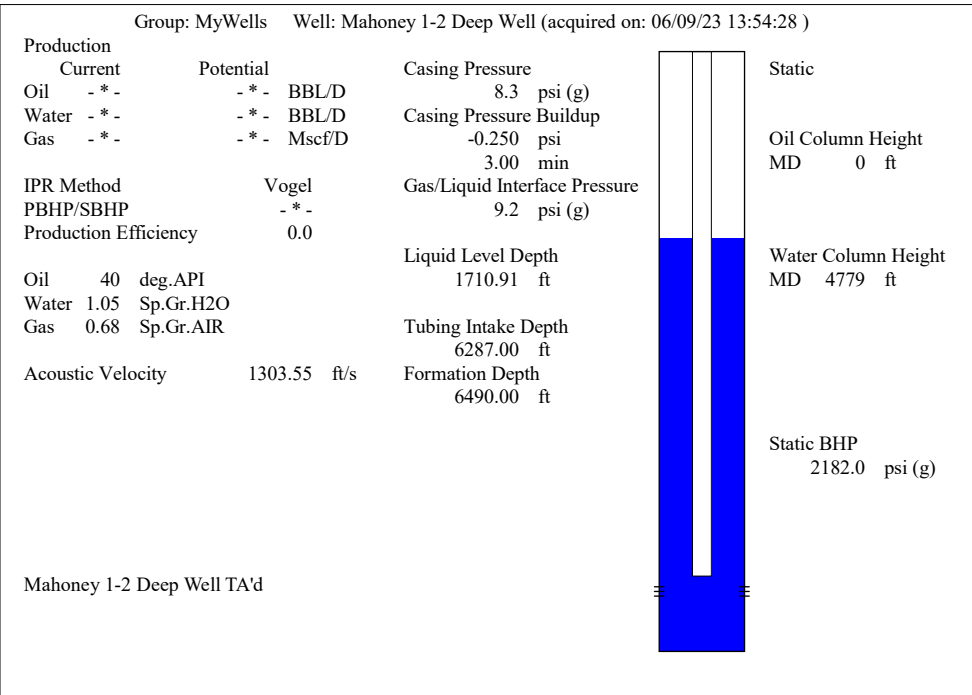 Group: MyWells Well: Mahoney 1-2 Deep Well (acquired on: 06/09/23 13:54:28 )
Production
Current Potential
Oil - * - - * - BBL/D
Water - * - - * - BBL/D
Gas - * - - * - Mscf/D
IPR Method Vogel
PBHP/SBHP - * -
Production Efficiency 0.0
Oil 40 deg.API
Water 1.05 Sp.Gr.H2O
Gas 0.68 Sp.Gr.AIR
Acoustic Velocity 1303.55 ft/s
Casing Pressure
8.3 psi (g)
Casing Pressure Buildup
-0.250 psi
3.00 min
Gas/Liquid Interface Pressure
9.2 psi (g)
Liquid Level Depth
1710.91 ft
Tubing Intake Depth
6287.00 ft
Formation Depth
6490.00 ft
Static
Oil Column Height
MD 0 ft
Water Column Height
MD 4779 ft
Static BHP
2182.0 psi (g)
Mahoney 1-2 Deep Well TA'd